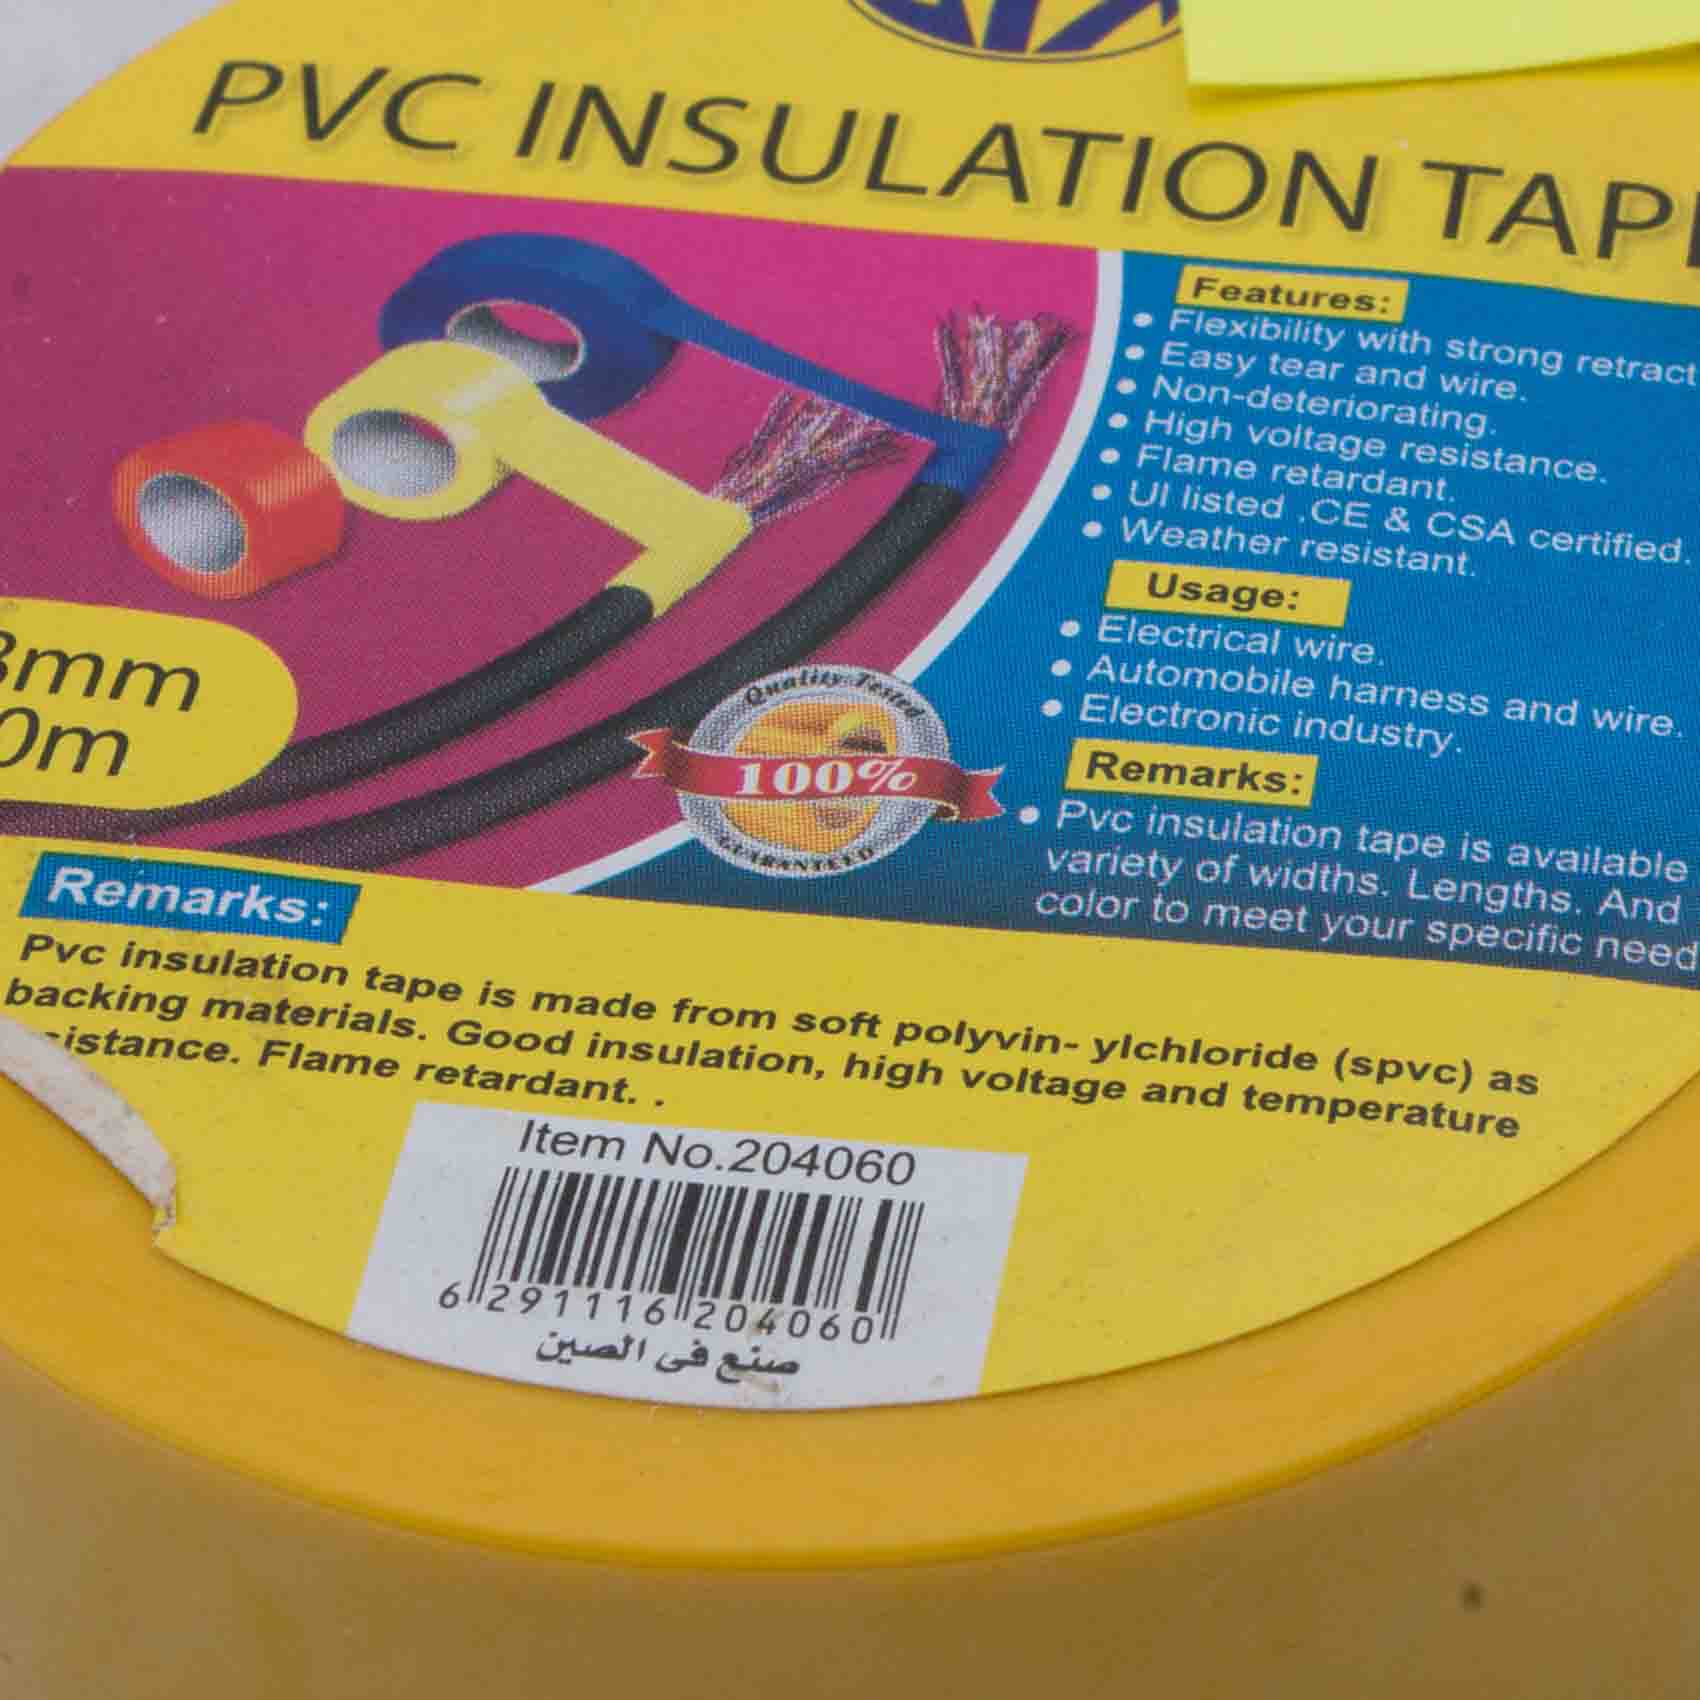 PVC INSULATION TAPE
Features:
Flexibility with strong retract
Easy tear and wire.
Non-deteriorating.
High voltage resistance.
Flame retardant.
Ul listed .CE & CSA certified.
Weather resistant.
Usage:
Electrical wire.
Automobile harness and wire.
Electronic industry.
Remarks:
Pvc insulation tape is available
variety of widths. Lengths. And
color to meet your specific need
8mm
0m
Quality Tested
100%
GUARANTEED
Remarks:
Pvc insulation tape is made from soft polyvin- ylchloride (spvc) as
backing materials. Good insulation, high voltage and temperature
sistance. Flame retardant. .
Item No.204060
6 291116 204060
صنع في الصين